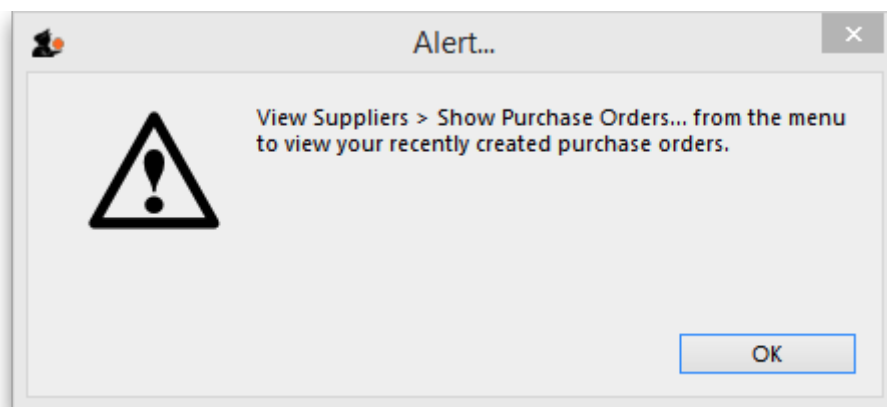 Alert...
View Suppliers > Show Purchase Orders... from the menu
to view your recently created purchase orders.
OK